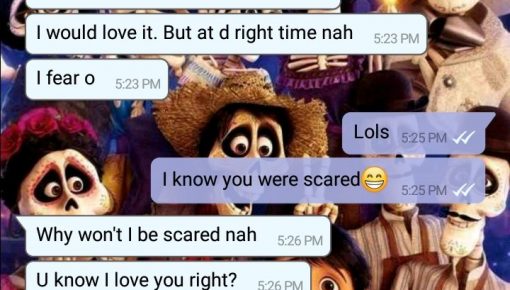 I would love it. But at d right time nah 5:23 PM
I fear o 5:23 PM
Lols 5:25 PM
I know you were scared😁 5:25 PM
Why won't I be scared nah 5:26 PM
U know I love you right? 5:26 PM